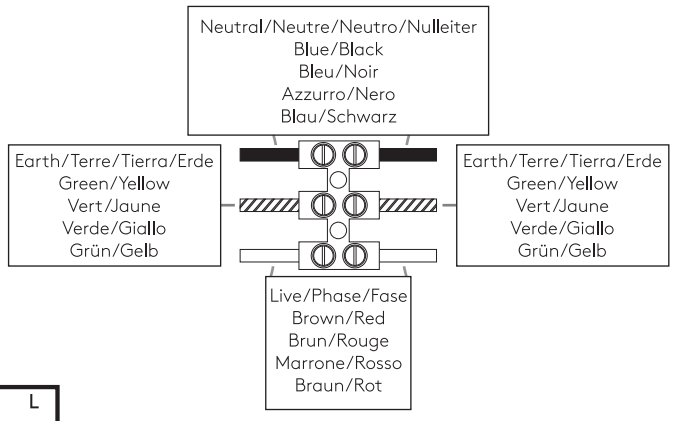 Neutral/Neutre/Neutro/Nulleiter
Blue/Black
Bleu/Noir
Azzurro/Nero
Blau/Schwarz
Earth/Terre/Tierra/Erde
Green/Yellow
Vert/Jaune
Verde/Giallo
Grün/Gelb
Earth/Terre/Tierra/Erde
Green/Yellow
Vert/Jaune
Verde/Giallo
Grün/Gelb
Live/Phase/Fase
Brown/Red
Brun/Rouge
Marrone/Rosso
Braun/Rot
L